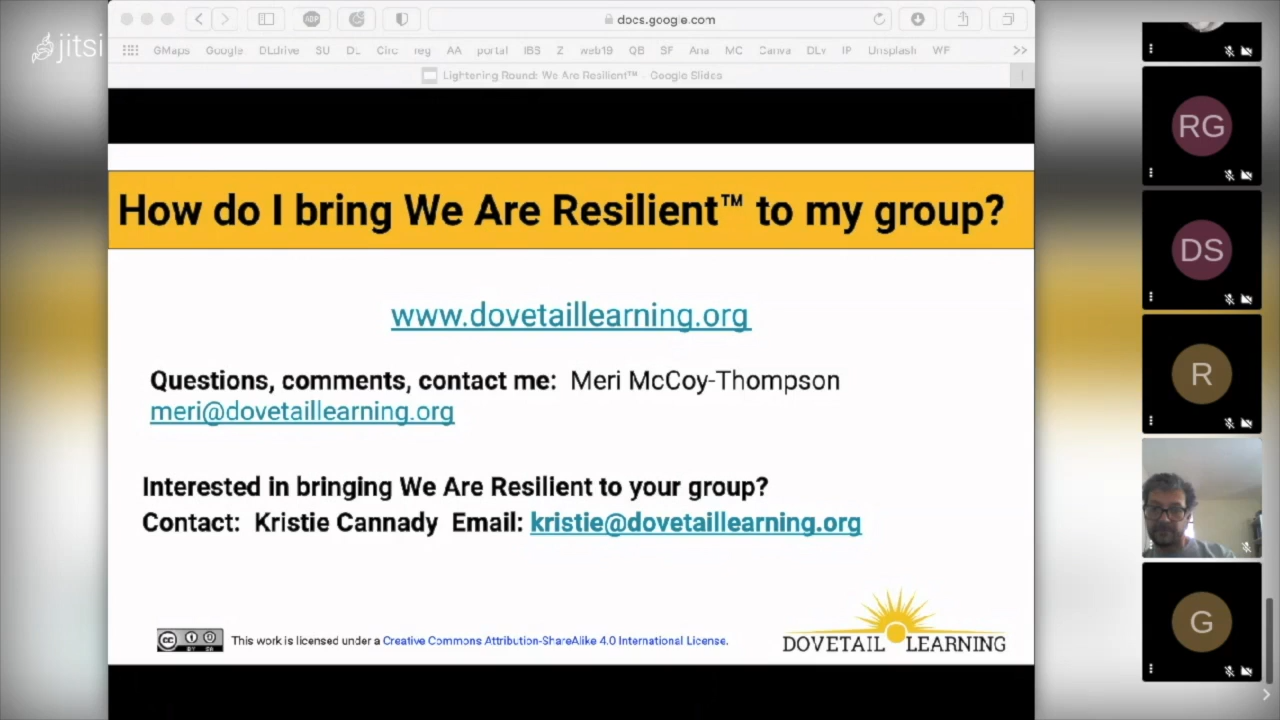 jitsi
docs.google.com
GMaps Google DLdrive SU DL Circ reg AA portal IBS Z web19 QB SF Ana MC Canva DLv IP Unsplash WF >>
Lightening Round: We Are Resilient™ - Google Slides
How do I bring We Are Resilient™ to my group?
www.dovetaillearning.org
Questions, comments, contact me: Meri McCoy-Thompson
meri@dovetaillearning.org
Interested in bringing We Are Resilient to your group?
Contact: Kristie Cannady Email: kristie@dovetaillearning.org
cc BY SA This work is licensed under a Creative Commons Attribution-ShareAlike 4.0 International License.
DOVETAIL LEARNING
RG
DS
R
G